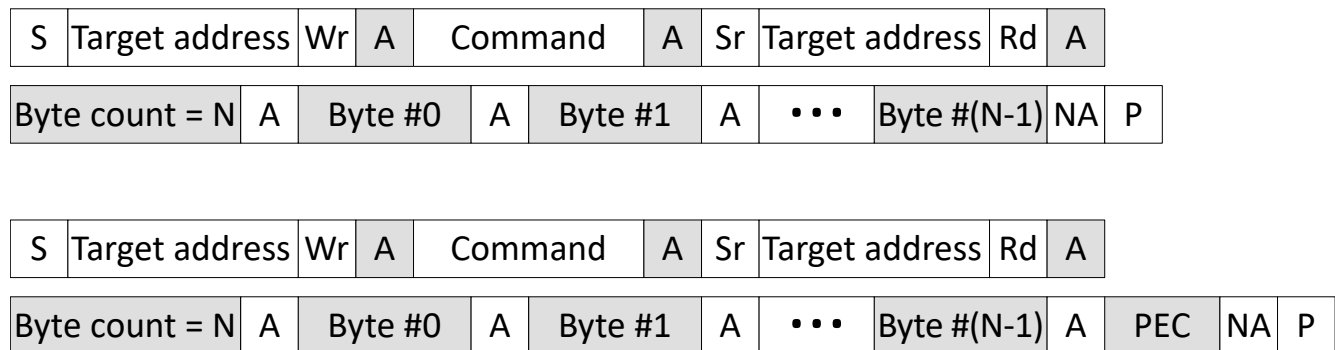 S Target address Wr A Command A Sr Target address Rd A
Byte count = N A Byte #0 A Byte #1 A ••• Byte #(N-1) NA P
S Target address Wr A Command A Sr Target address Rd A
Byte count = N A Byte #0 A Byte #1 A ••• Byte #(N-1) A PEC NA P